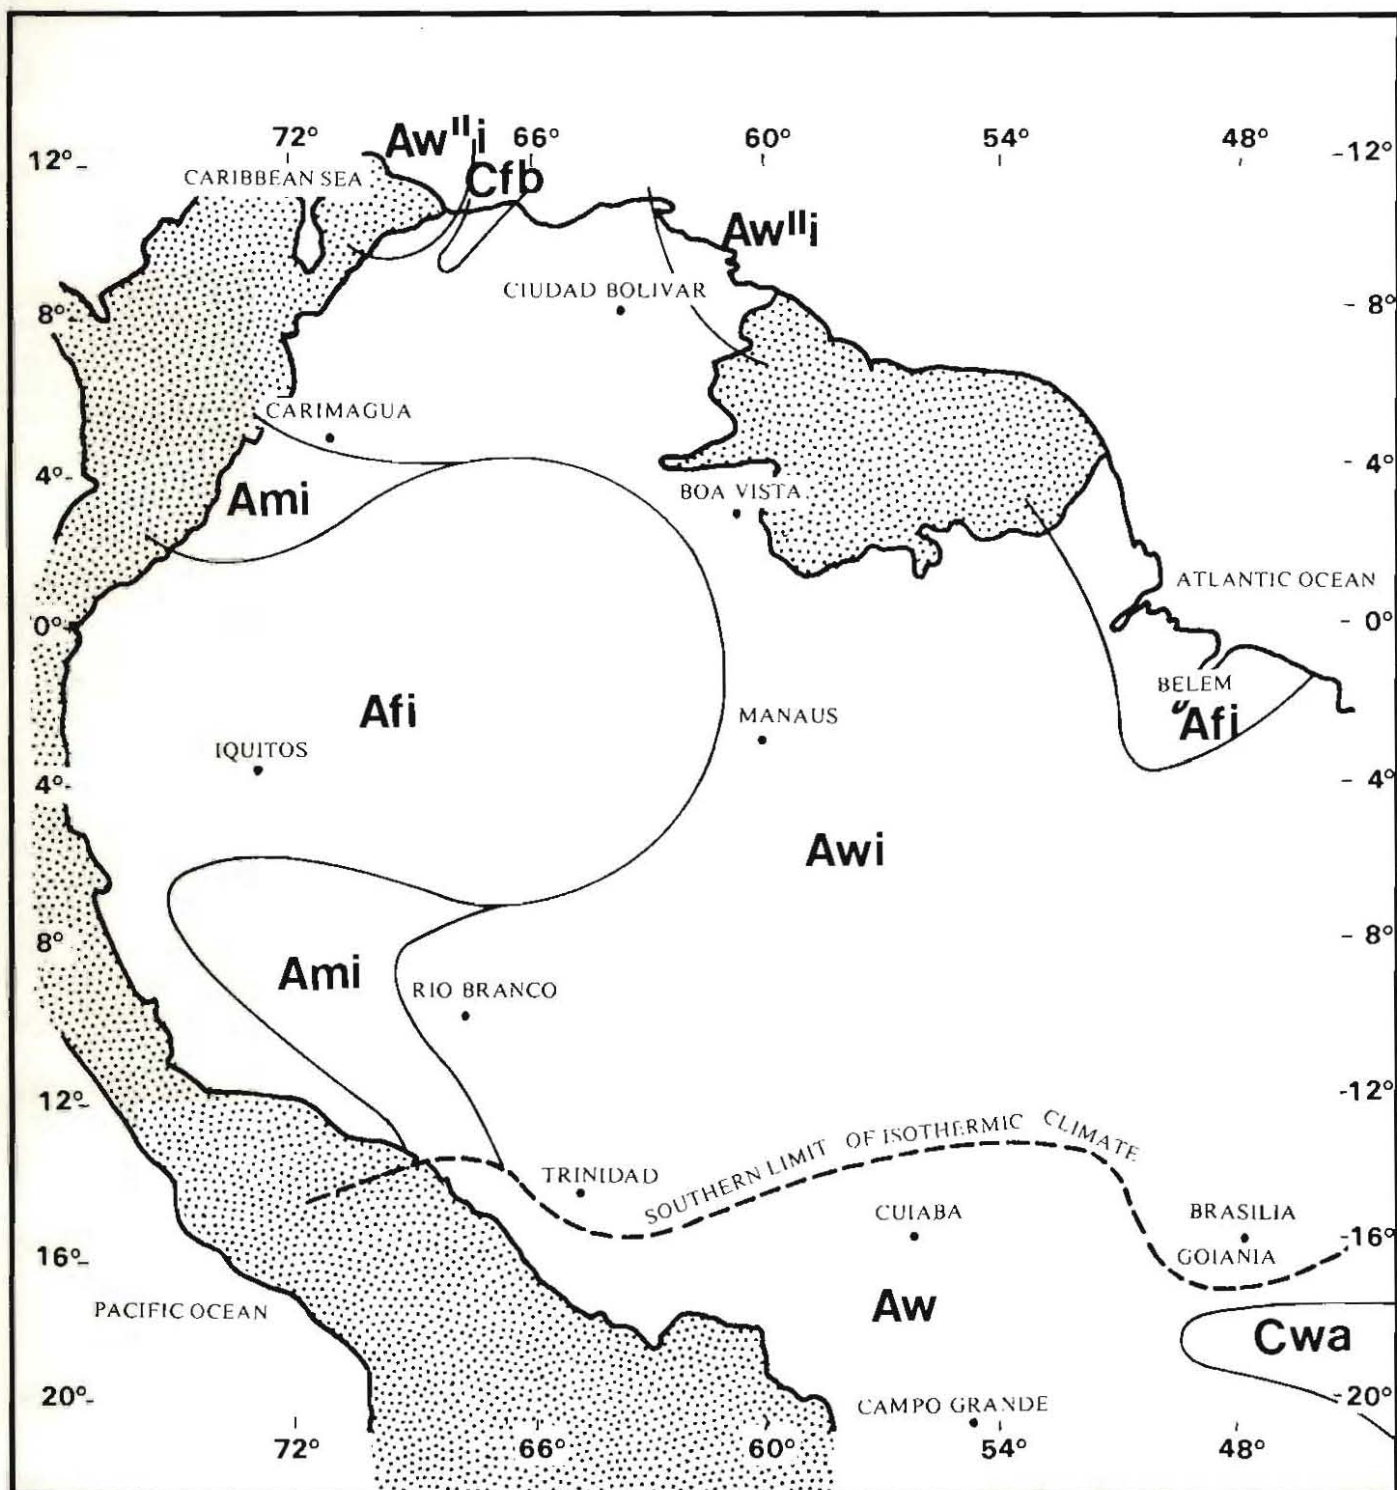 72° Aw"i 66° 60° 54° 48°
12°- -12°
CARIBBEAN SEA Cfb
Aw"i
CIUDAD BOLIVAR
8°- - 8°
CARIMAGUA
4°- - 4°
Ami BOA VISTA
ATLANTIC OCEAN
0°- - 0°
BELEM
Afi MANAUS Afi
IQUITOS
4°- - 4°
Awi
8° - 8°
Ami RIO BRANCO
12°- -12°
SOUTHERN LIMIT OF ISOTHERMIC CLIMATE
TRINIDAD
CUIABA BRASILIA
16°- -16°
GOIANIA
PACIFIC OCEAN Aw
Cwa
20°- -20°
CAMPO GRANDE
72° 66° 60° 54° 48°